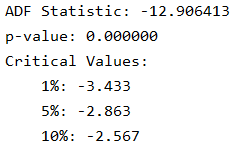 ADF Statistic: -12.906413
p-value: 0.000000
Critical Values:
1%: -3.433
5%: -2.863
10%: -2.567